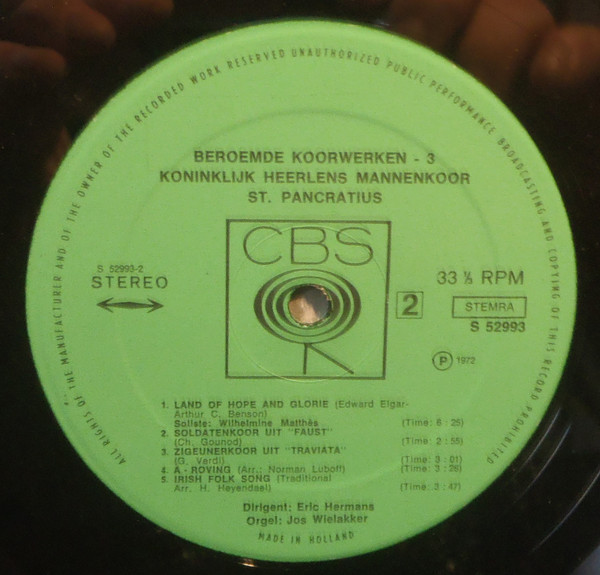 ALL RIGHTS OF THE MANUFACTURER AND OF THE OWNER OF THE RECORDED WORK RESERVED UNAUTHORIZED PUBLIC PERFORMANCE BROADCASTING AND COPYING OF THIS RECORD PROHIBITED
BEROEMDE KOORWERKEN - 3
KONINKLIJK HEERLENS MANNENKOOR
ST. PANCRATIUS
CBS
S 52993-2
STEREO
2
33 ⅓ RPM
STEMRA
S 52993
Ⓟ 1972
1. LAND OF HOPE AND GLORIE (Edward Elgar-
Arthur C. Benson)
Soliste: Wilhelmine Matthès (Time: 6 : 25)
2. SOLDATENKOOR UIT "FAUST"
(Ch. Gounod) (Time: 2 : 55)
3. ZIGEUNERKOOR UIT "TRAVIATA"
(G. Verdi) (Time: 3 : 01)
4. A - ROVING (Arr.: Norman Luboff) (Time: 3 : 29)
5. IRISH FOLK SONG (Traditional
Arr. H. Heyendael) (Time: 3 : 47)
Dirigent: Eric Hermans
Orgel: Jos Wielakker
MADE IN HOLLAND